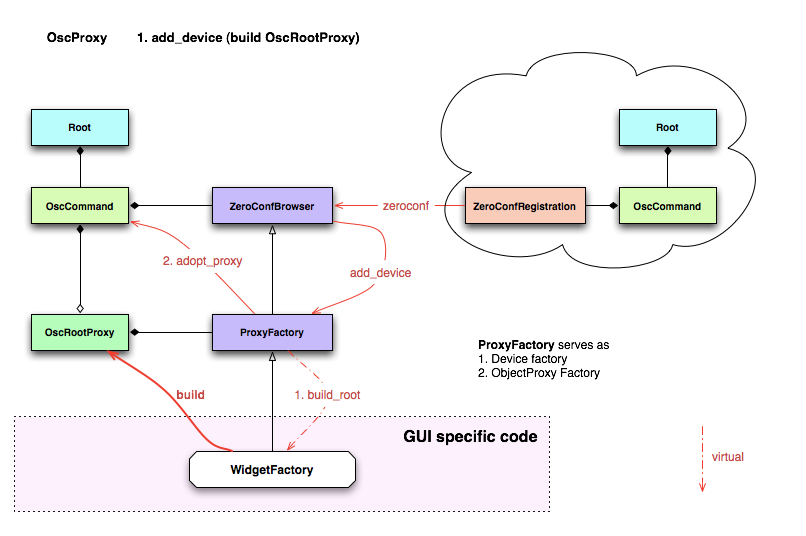 OscProxy 1. add_device (build OscRootProxy)
Root
Root
OscCommand
ZeroConfBrowser
zeroconf
ZeroConfRegistration
OscCommand
2. adopt_proxy
add_device
OscRootProxy
ProxyFactory
ProxyFactory serves as
1. Device factory
2. ObjectProxy Factory
build
1. build_root
GUI specific code
WidgetFactory
virtual